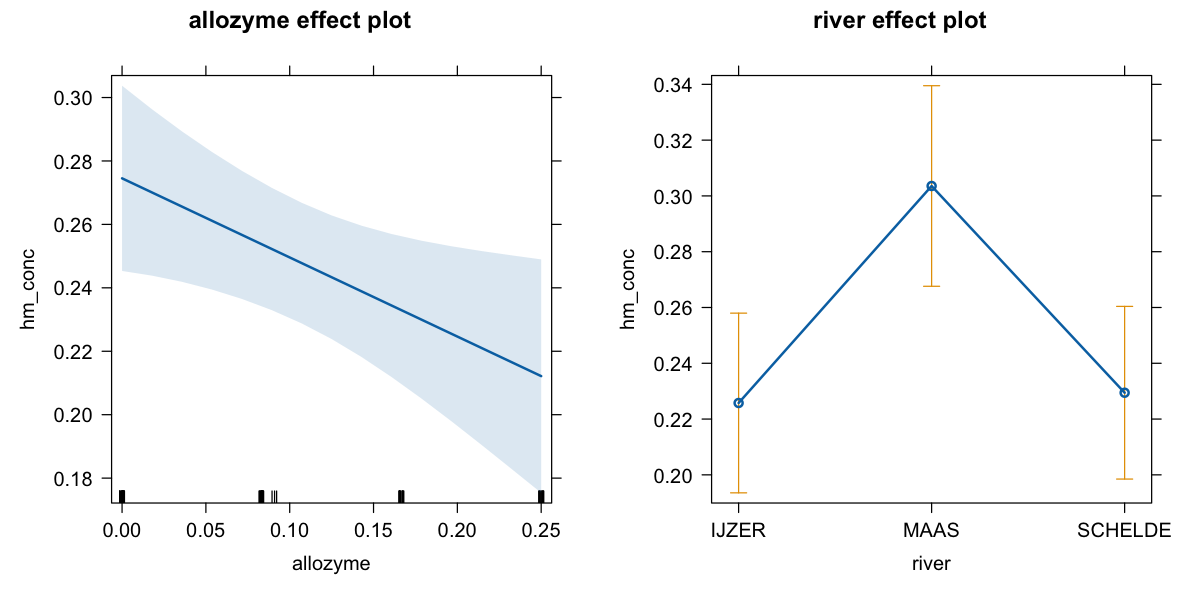 allozyme effect plot
0.30
0.28
0.26
0.24
0.22
0.20
0.18
hm_conc
0.00 0.05 0.10 0.15 0.20 0.25
allozyme
river effect plot
0.34
0.32
0.30
0.28
0.26
0.24
0.22
0.20
hm_conc
IJZER MAAS SCHELDE
river